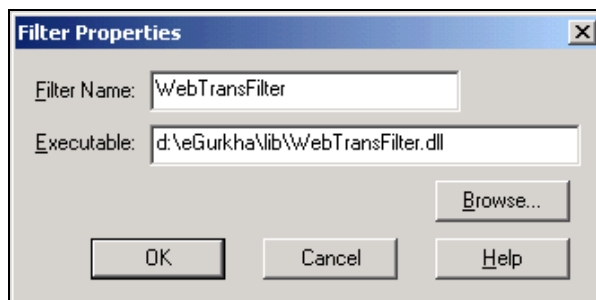 Filter Properties
Filter Name: WebTransFilter
Executable: d:\eGurkha\lib\WebTransFilter.dll
Browse...
OK Cancel Help